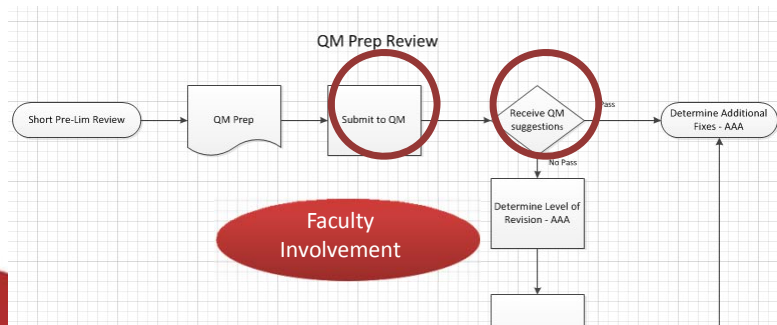 QM Prep Review
Short Pre-Lim Review
QM Prep
Submit to QM
Receive QM
suggestions
Pass
Determine Additional
Fixes - AAA
No Pass
Determine Level of
Revision - AAA
Faculty
Involvement